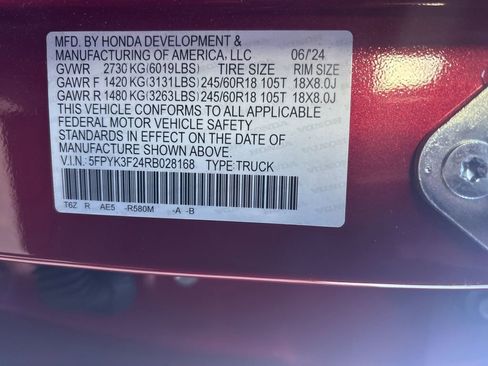 MFD. BY HONDA DEVELOPMENT &
MANUFACTURING OF AMERICA, LLC 06/24
GVWR 2730 KG (6019LBS) TIRE SIZE RIM SIZE
GAWR F 1420 KG (3131LBS) 245/60R18 105T 18X8.0J
GAWR R 1480 KG (3263LBS) 245/60R18 105T 18X8.0J
THIS VEHICLE CONFORMS TO ALL APPLICABLE
FEDERAL MOTOR VEHICLE SAFETY
STANDARDS IN EFFECT ON THE DATE OF
MANUFACTURE SHOWN ABOVE.
V.I.N: 5FPYK3F24RB028168 TYPE:TRUCK
T6Z R AE5 -R580M -A -B